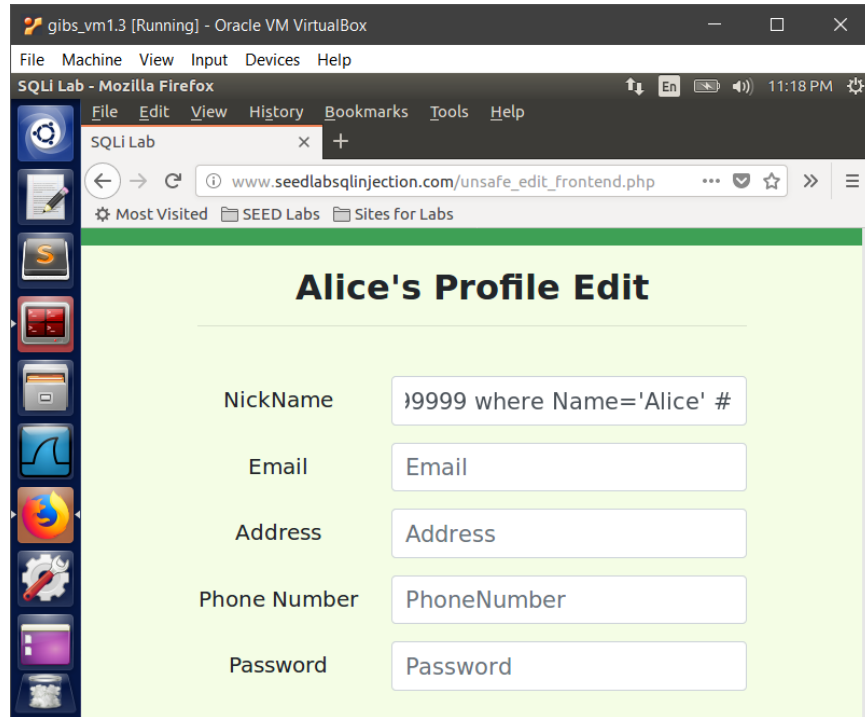 gibs_vm1.3 [Running] - Oracle VM VirtualBox
File Machine View Input Devices Help
SQLi Lab - Mozilla Firefox En 11:18 PM
File Edit View History Bookmarks Tools Help
SQLi Lab
www.seedlabsqlinjection.com/unsafe_edit_frontend.php
Most Visited SEED Labs Sites for Labs
Alice's Profile Edit
NickName 99999 where Name='Alice' #
Email Email
Address Address
Phone Number PhoneNumber
Password Password